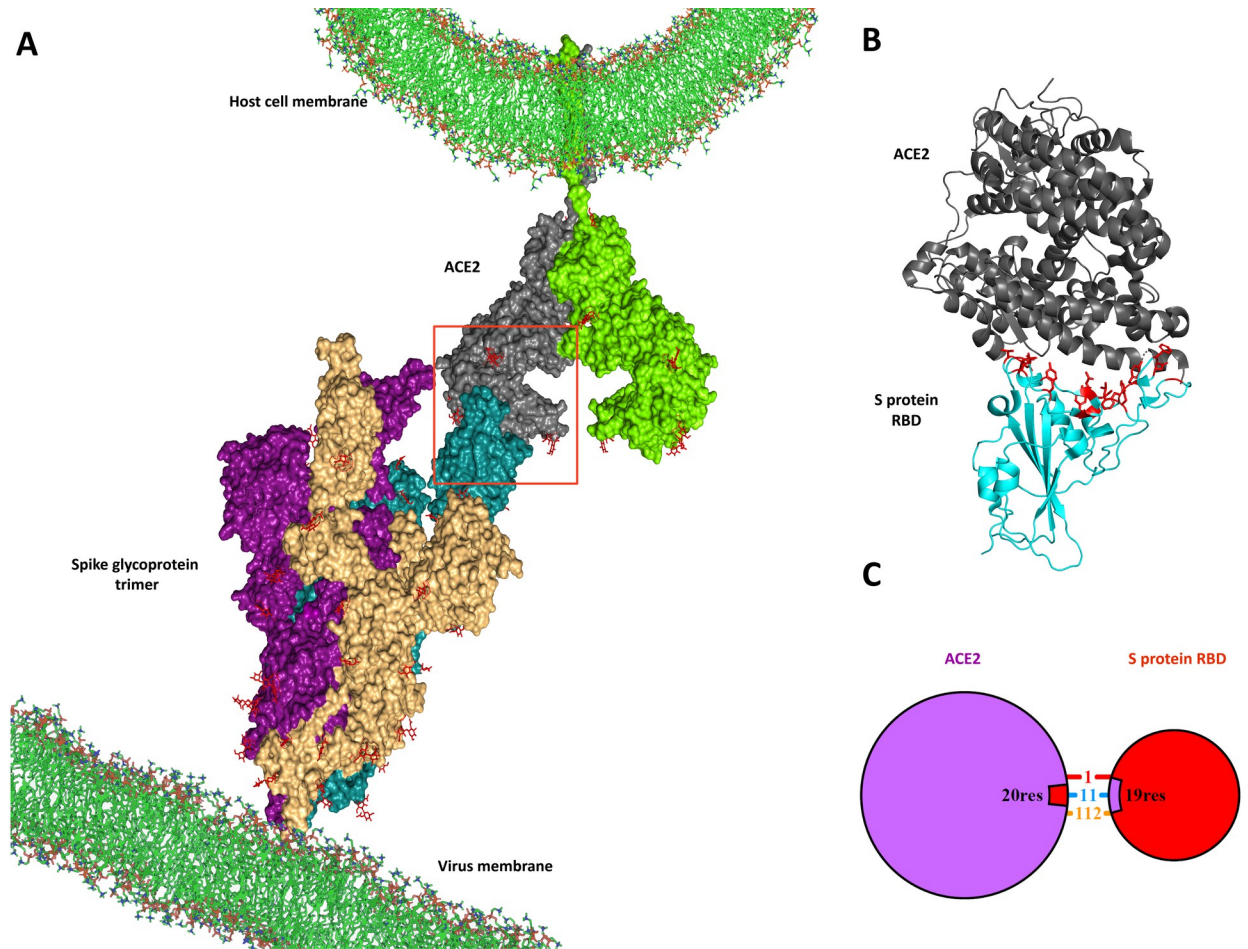 A
Host cell membrane
ACE2
Spike glycoprotein
trimer
Virus membrane
B
ACE2
S protein
RBD
C
ACE2
S protein RBD
20res
1
11
112
19res